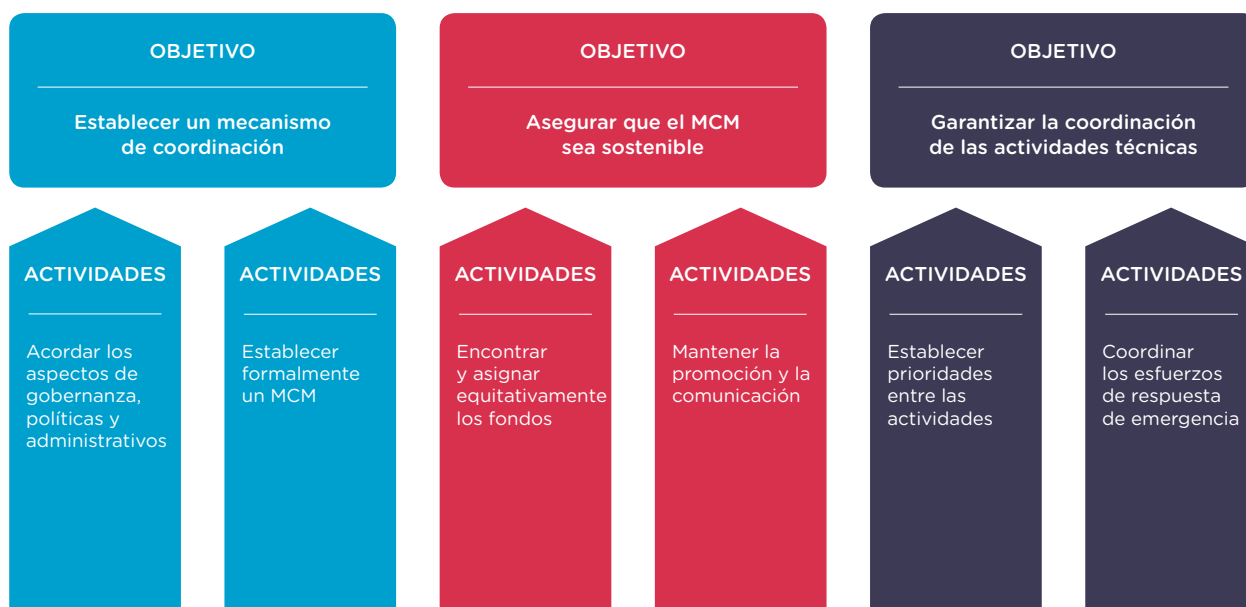 OBJETIVO
Establecer un mecanismo
de coordinación
OBJETIVO
Asegurar que el MCM
sea sostenible
OBJETIVO
Garantizar la coordinación
de las actividades técnicas
ACTIVIDADES
Acordar los
aspectos de
gobernanza,
políticas y
administrativos
ACTIVIDADES
Establecer
formalmente
un MCM
ACTIVIDADES
Encontrar
y asignar
equitativamente
los fondos
ACTIVIDADES
Mantener la
promoción y la
comunicación
ACTIVIDADES
Establecer
prioridades
entre las
actividades
ACTIVIDADES
Coordinar
los esfuerzos
de respuesta
de emergencia